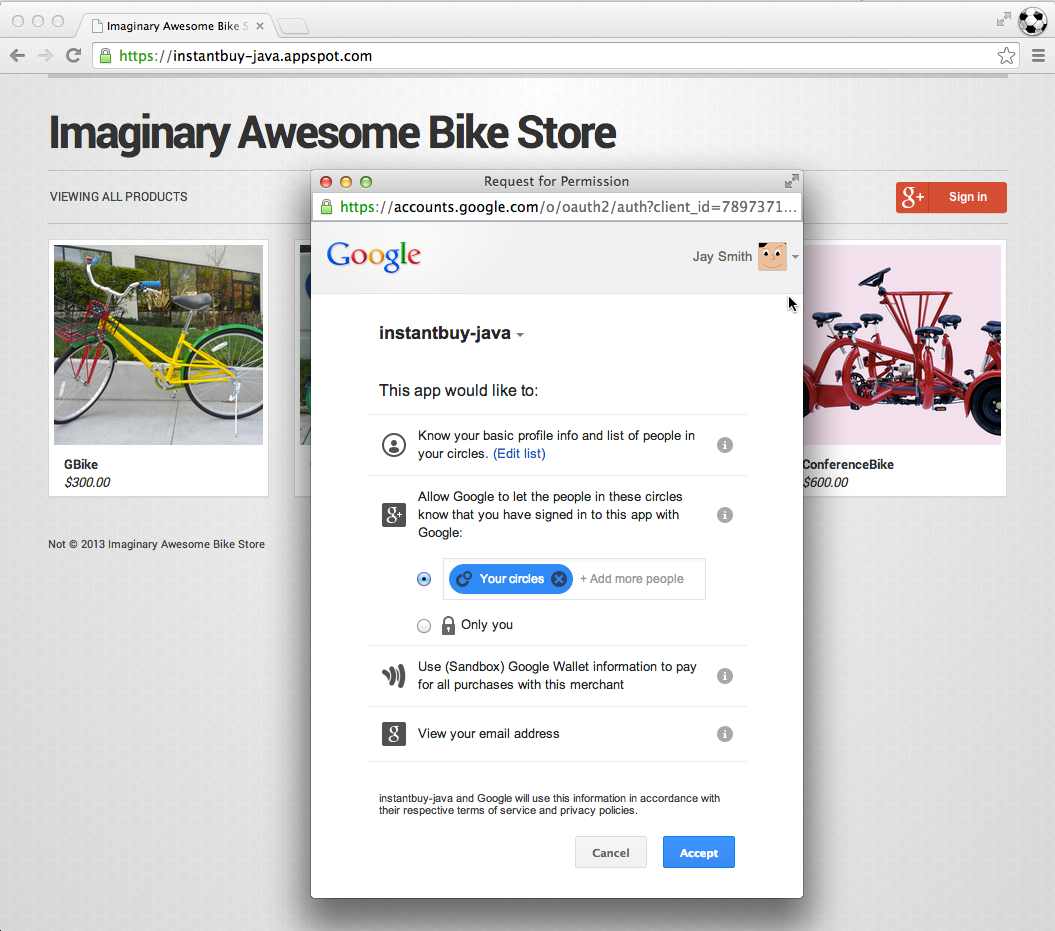 Imaginary Awesome Bike S
https://instantbuy-java.appspot.com
Imaginary Awesome Bike Store
VIEWING ALL PRODUCTS
g+ Sign in
GBike
$300.00
ConferenceBike
$600.00
Not © 2013 Imaginary Awesome Bike Store
Request for Permission
https://accounts.google.com/o/oauth2/auth?client_id=7897371...
Google
Jay Smith
instantbuy-java
This app would like to:
Know your basic profile info and list of people in
your circles. (Edit list)
g+
Allow Google to let the people in these circles
know that you have signed in to this app with
Google:
Your circles
+ Add more people
Only you
Use (Sandbox) Google Wallet information to pay
for all purchases with this merchant
g
View your email address
instantbuy-java and Google will use this information in accordance with
their respective terms of service and privacy policies.
Cancel
Accept